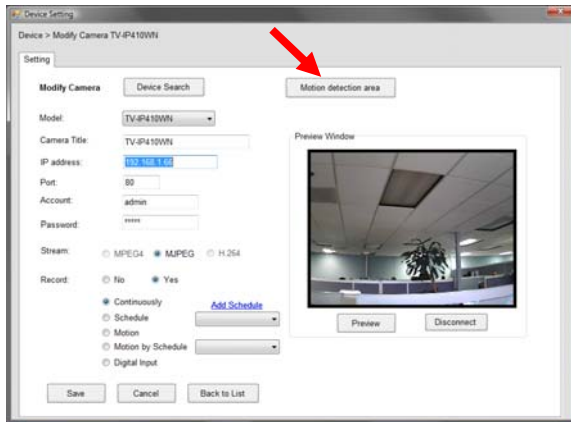 Device Setting
Device > Modify Camera TV-IP410WN
Setting
Modify Camera
Device Search
Motion detection area
Model:
TV-IP410WN
Camera Title:
TV-IP410WN
Preview Window
IP address:
192.168.1.66
Port:
80
Account:
admin
Password:
*****
Stream:
MPEG4 MJPEG H.264
Record:
No Yes
Continuously
Add Schedule
Schedule
Motion
Motion by Schedule
Digital Input
Preview
Disconnect
Save
Cancel
Back to List